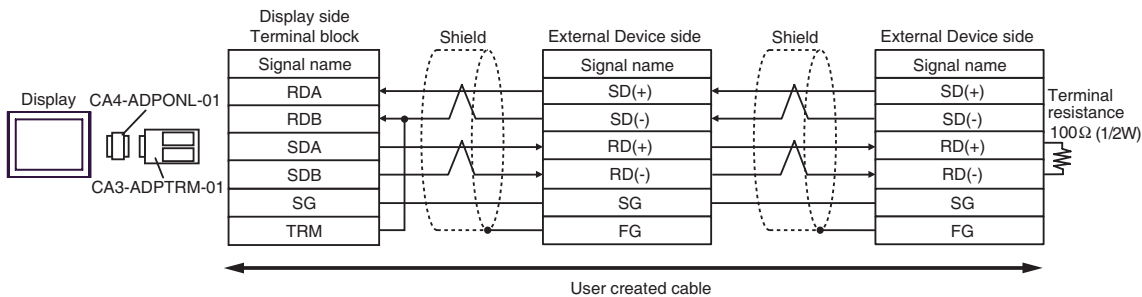 Display side
Terminal block
Shield
External Device side
Shield
External Device side
Signal name
Signal name
Signal name
Display
CA4-ADPONL-01
CA3-ADPTRM-01
RDA
SD(+)
SD(+)
Terminal
resistance
100Ω (1/2W)
RDB
SD(-)
SD(-)
SDA
RD(+)
RD(+)
SDB
RD(-)
RD(-)
SG
SG
SG
TRM
FG
FG
User created cable